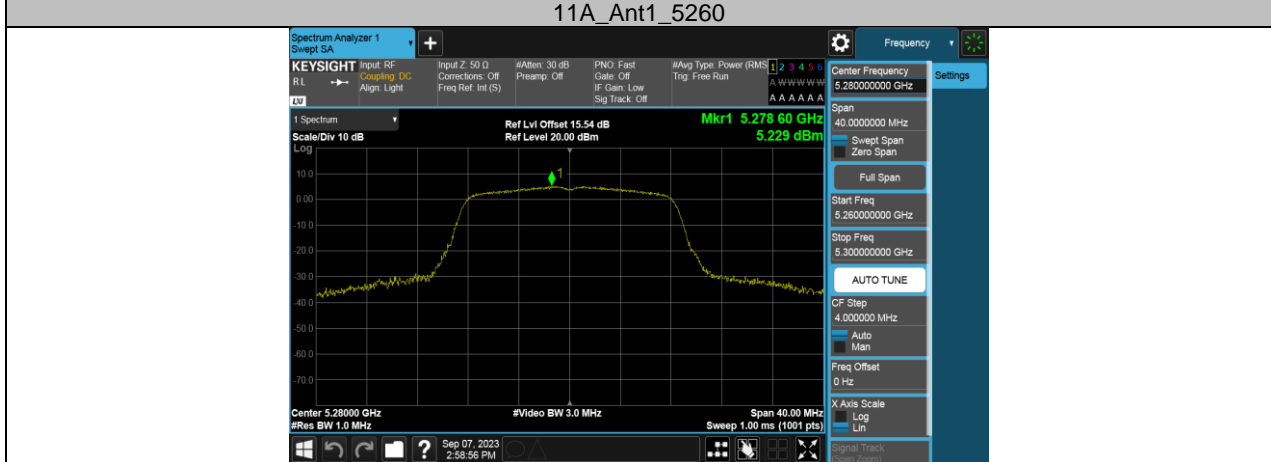 11A_Ant1_5260
Spectrum Analyzer 1
Swept SA
Frequency
KEYSIGHT
RL
LXI
Input: RF
Coupling: DC
Align: Light
Input Z: 50 Ω
Corrections: Off
Freq Ref: Int (S)
#Atten: 30 dB
Preamp: Off
PNO: Fast
Gate: Off
IF Gain: Low
Sig Track: Off
#Avg Type: Power (RMS
Trig: Free Run
1 2 3 4 5 6
A W W W W W
A A A A A A
1 Spectrum
Scale/Div 10 dB
Log
Ref Lvl Offset 15.54 dB
Ref Level 20.00 dBm
Mkr1 5.278 60 GHz
5.229 dBm
1
10.0
0.00
-10.0
-20.0
-30.0
-40.0
-50.0
-60.0
-70.0
Center 5.28000 GHz
#Res BW 1.0 MHz
#Video BW 3.0 MHz
Span 40.00 MHz
Sweep 1.00 ms (1001 pts)
Sep 07, 2023
2:58:56 PM
Center Frequency
5.280000000 GHz
Settings
Span
40.0000000 MHz
Swept Span
Zero Span
Full Span
Start Freq
5.260000000 GHz
Stop Freq
5.300000000 GHz
AUTO TUNE
CF Step
4.000000 MHz
Auto
Man
Freq Offset
0 Hz
X Axis Scale
Log
Lin
Signal Track
(Span Zoom)